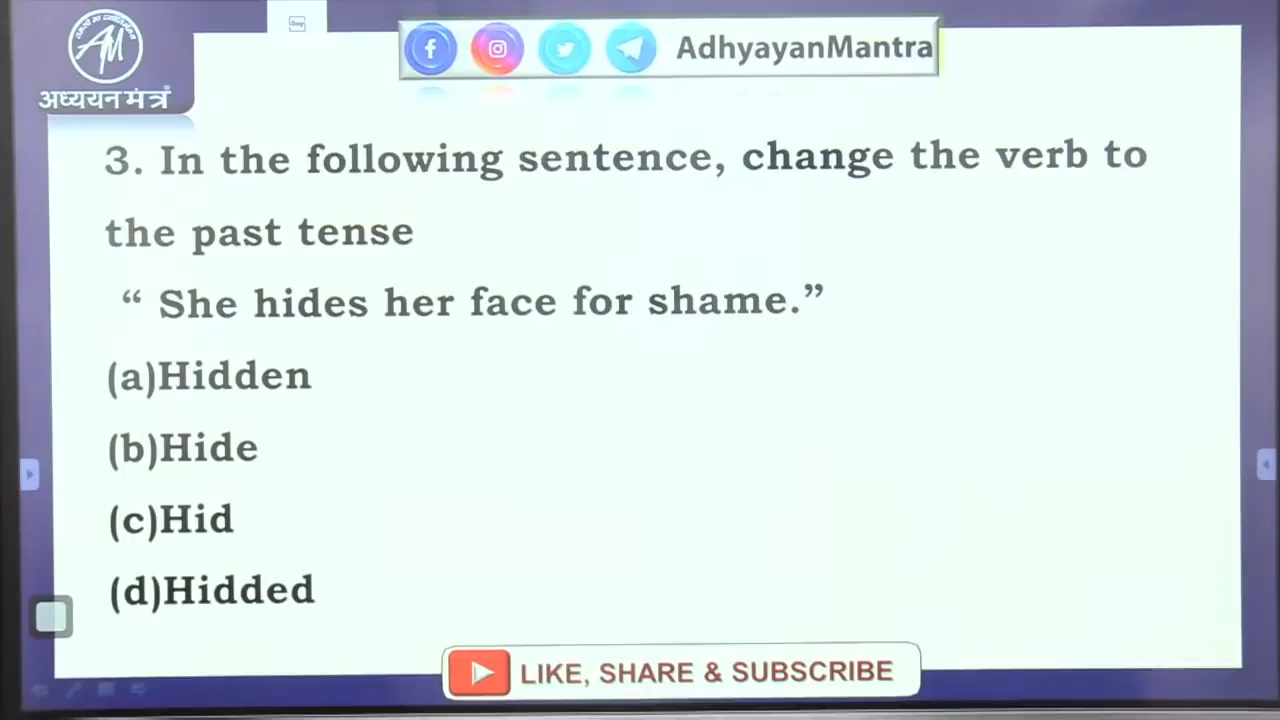 AdhyayanMantra
AM
अध्ययन मंत्रं
3. In the following sentence, change the verb to
the past tense
“ She hides her face for shame.”
(a)Hidden
(b)Hide
(c)Hid
(d)Hidded
LIKE, SHARE & SUBSCRIBE